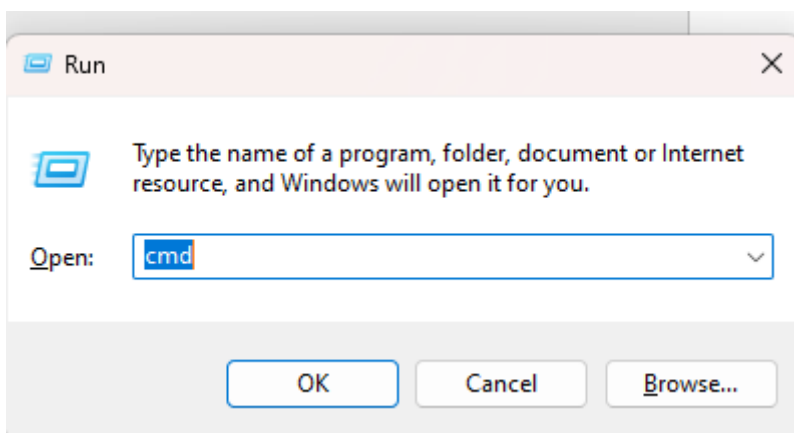 Run
Type the name of a program, folder, document or Internet
resource, and Windows will open it for you.
Open: cmd
OK Cancel Browse...